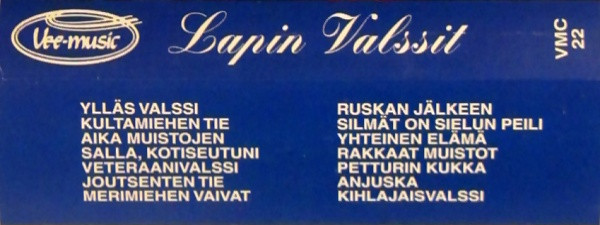 Vee-music
Lapin Valssit
VMC
22
YLLÄS VALSSI
KULTAMIEHEN TIE
AIKA MUISTOJEN
SALLA, KOTISEUTUNI
VETERAANIVALSSI
JOUTSENTEN TIE
MERIMIEHEN VAIVAT
RUSKAN JÄLKEEN
SILMÄT ON SIELUN PEILI
YHTEINEN ELÄMÄ
RAKKAAT MUISTOT
PETTURIN KUKKA
ANJUSKA
KIHLAJAISVALSSI